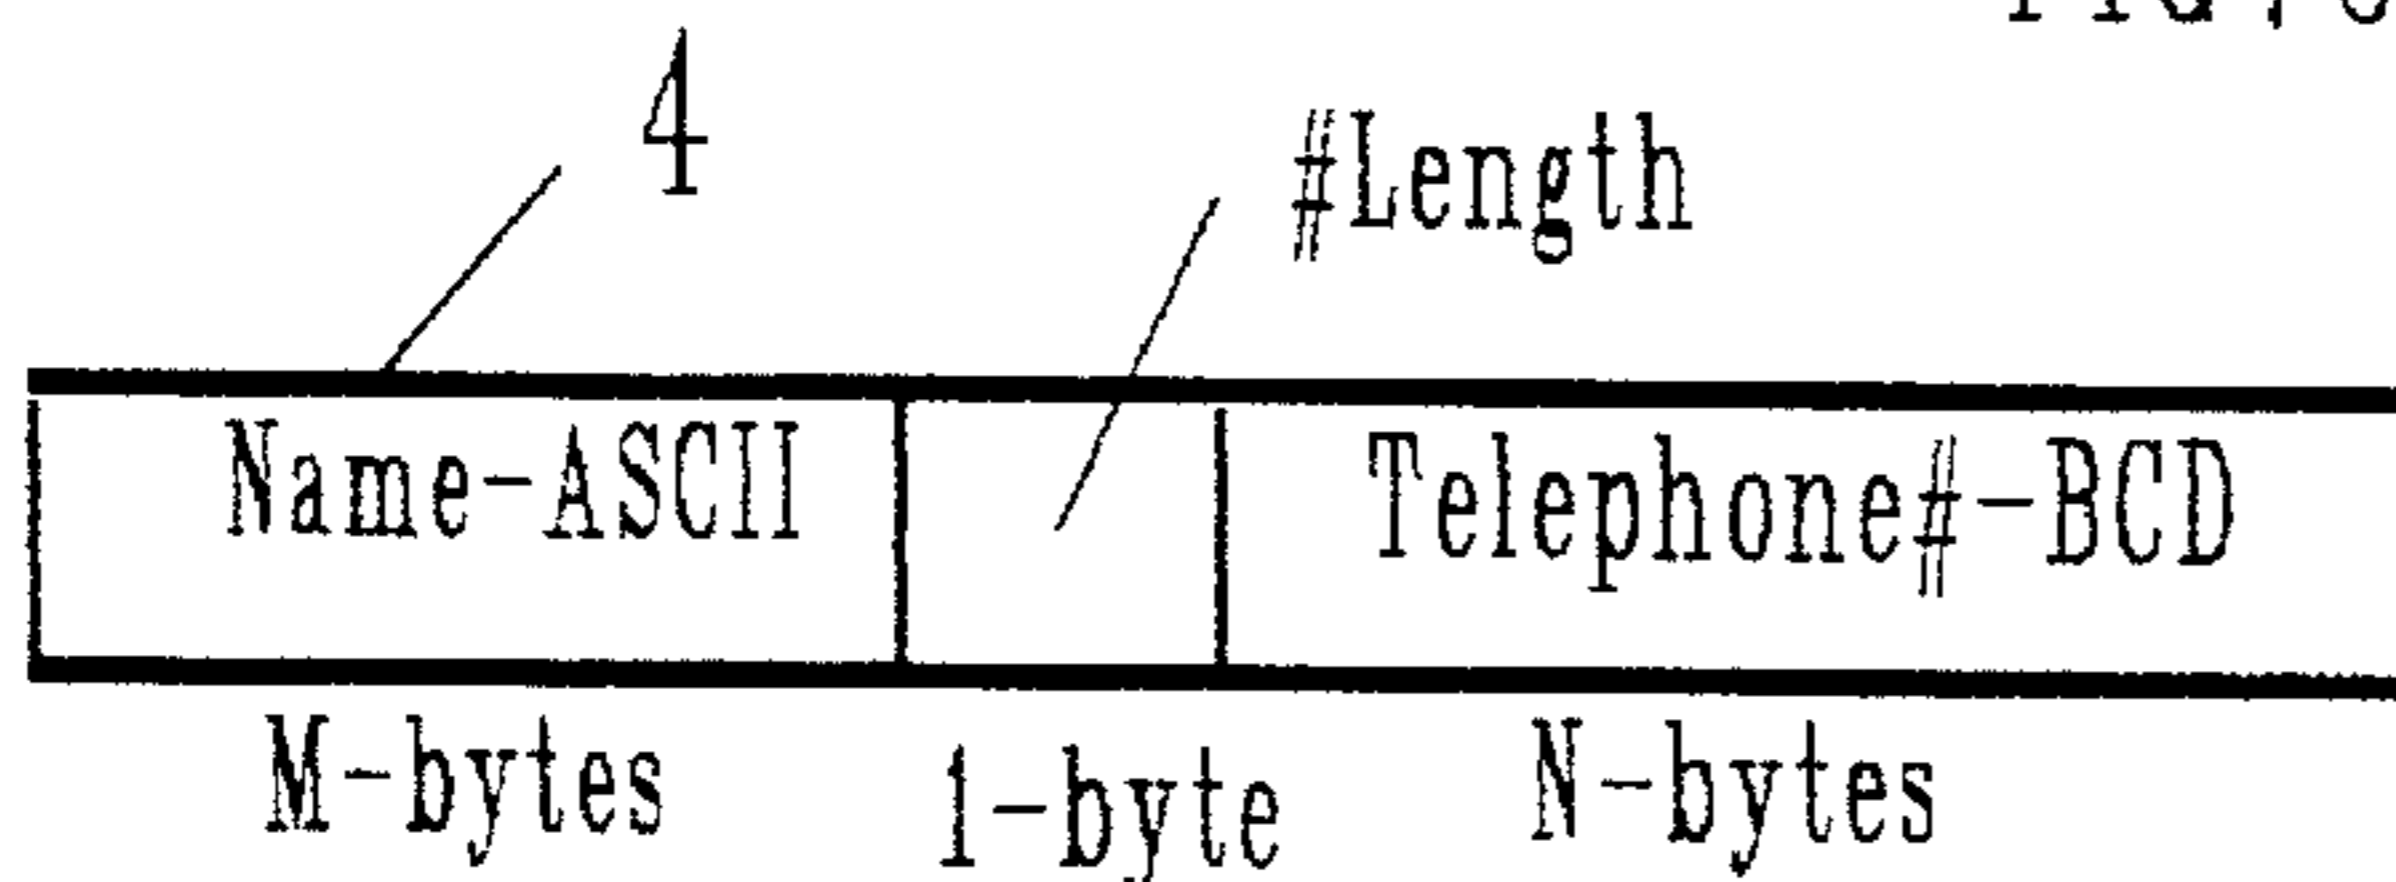 4
#Length
Name-ASCII Telephone#-BCD
M-bytes 1-byte N-bytes